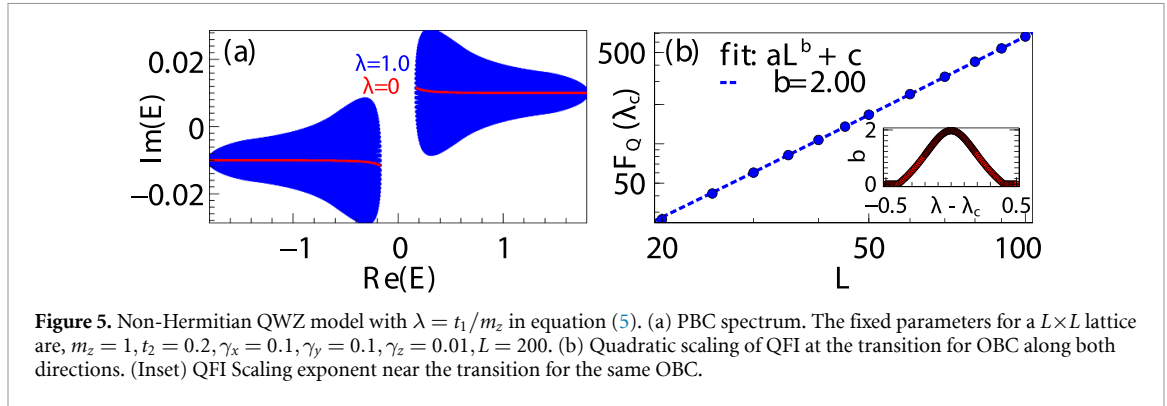 (a)
λ=1.0
λ=0
0.02
0
−0.02
Im(E)
−1
0
1
Re(E)
(b)
fit: aL^b + c
b=2.00
500
50
F_Q (λ_c)
20
50
100
L
2
0
b
−0.5
0.5
λ - λ_c
Figure 5. Non-Hermitian QWZ model with λ = t₁/m_z in equation (5). (a) PBC spectrum. The fixed parameters for a L×L lattice
are, m_z = 1, t₂ = 0.2, γ_x = 0.1, γ_y = 0.1, γ_z = 0.01, L = 200. (b) Quadratic scaling of QFI at the transition for OBC along both
directions. (Inset) QFI Scaling exponent near the transition for the same OBC.